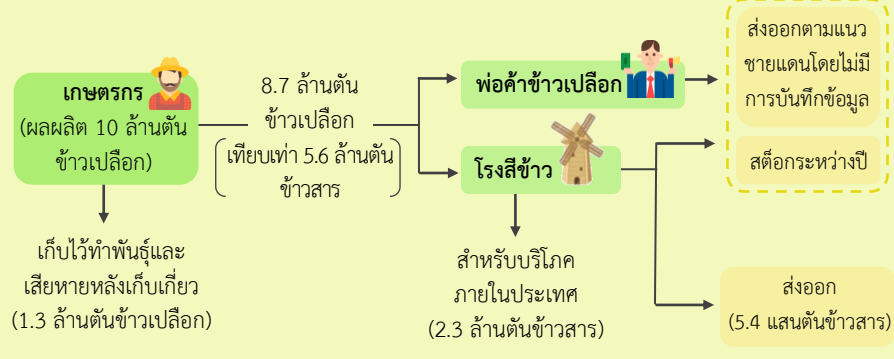 เกษตรกร
(ผลผลิต 10 ล้านตัน
ข้าวเปลือก)
เก็บไว้ทำพันธุ์และ
เสียหายหลังเก็บเกี่ยว
(1.3 ล้านตันข้าวเปลือก)
8.7 ล้านตัน
ข้าวเปลือก
เทียบเท่า 5.6 ล้านตัน
ข้าวสาร
พ่อค้าข้าวเปลือก
โรงสีข้าว
สำหรับบริโภค
ภายในประเทศ
(2.3 ล้านตันข้าวสาร)
ส่งออกตามแนว
ชายแดนโดยไม่มี
การบันทึกข้อมูล
สต็อกระหว่างปี
ส่งออก
(5.4 แสนตันข้าวสาร)